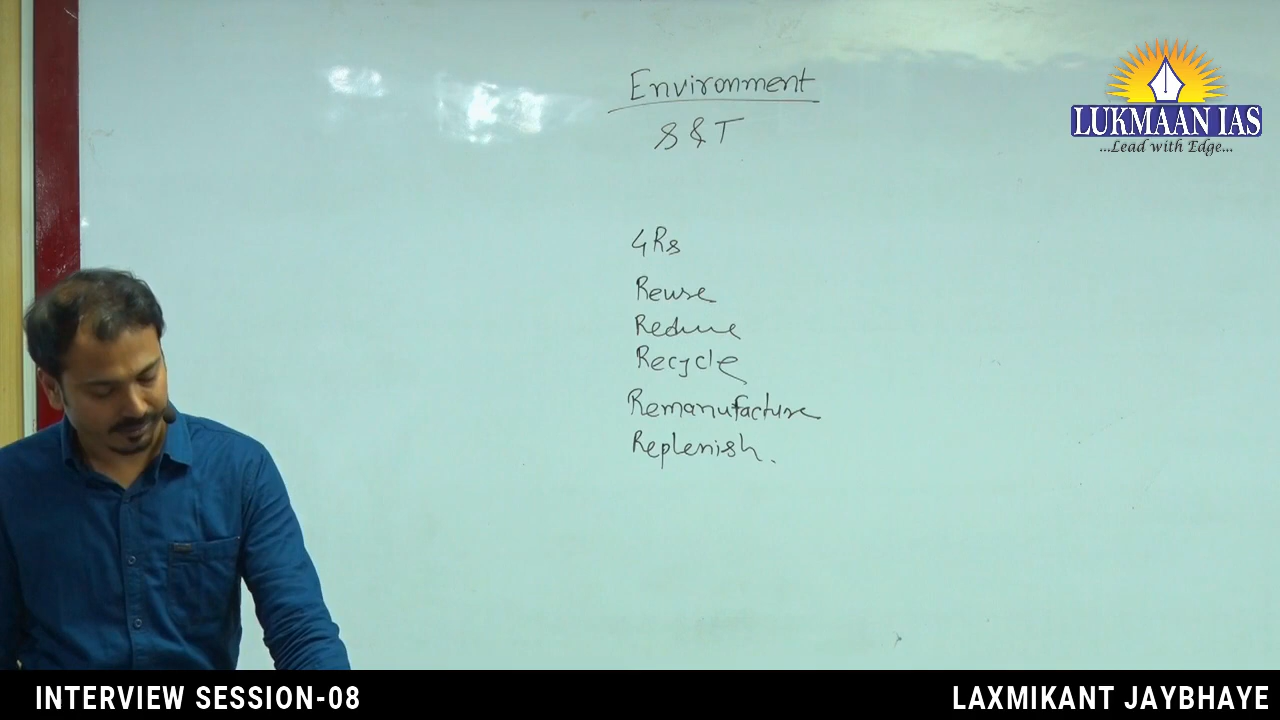 Environment
S & T
4Rs
Reuse
Reduce
Recycle
Remanufacture
Replenish.
LUKMAAN IAS
...Lead with Edge...
INTERVIEW SESSION-08
LAXMIKANT JAYBHAYE